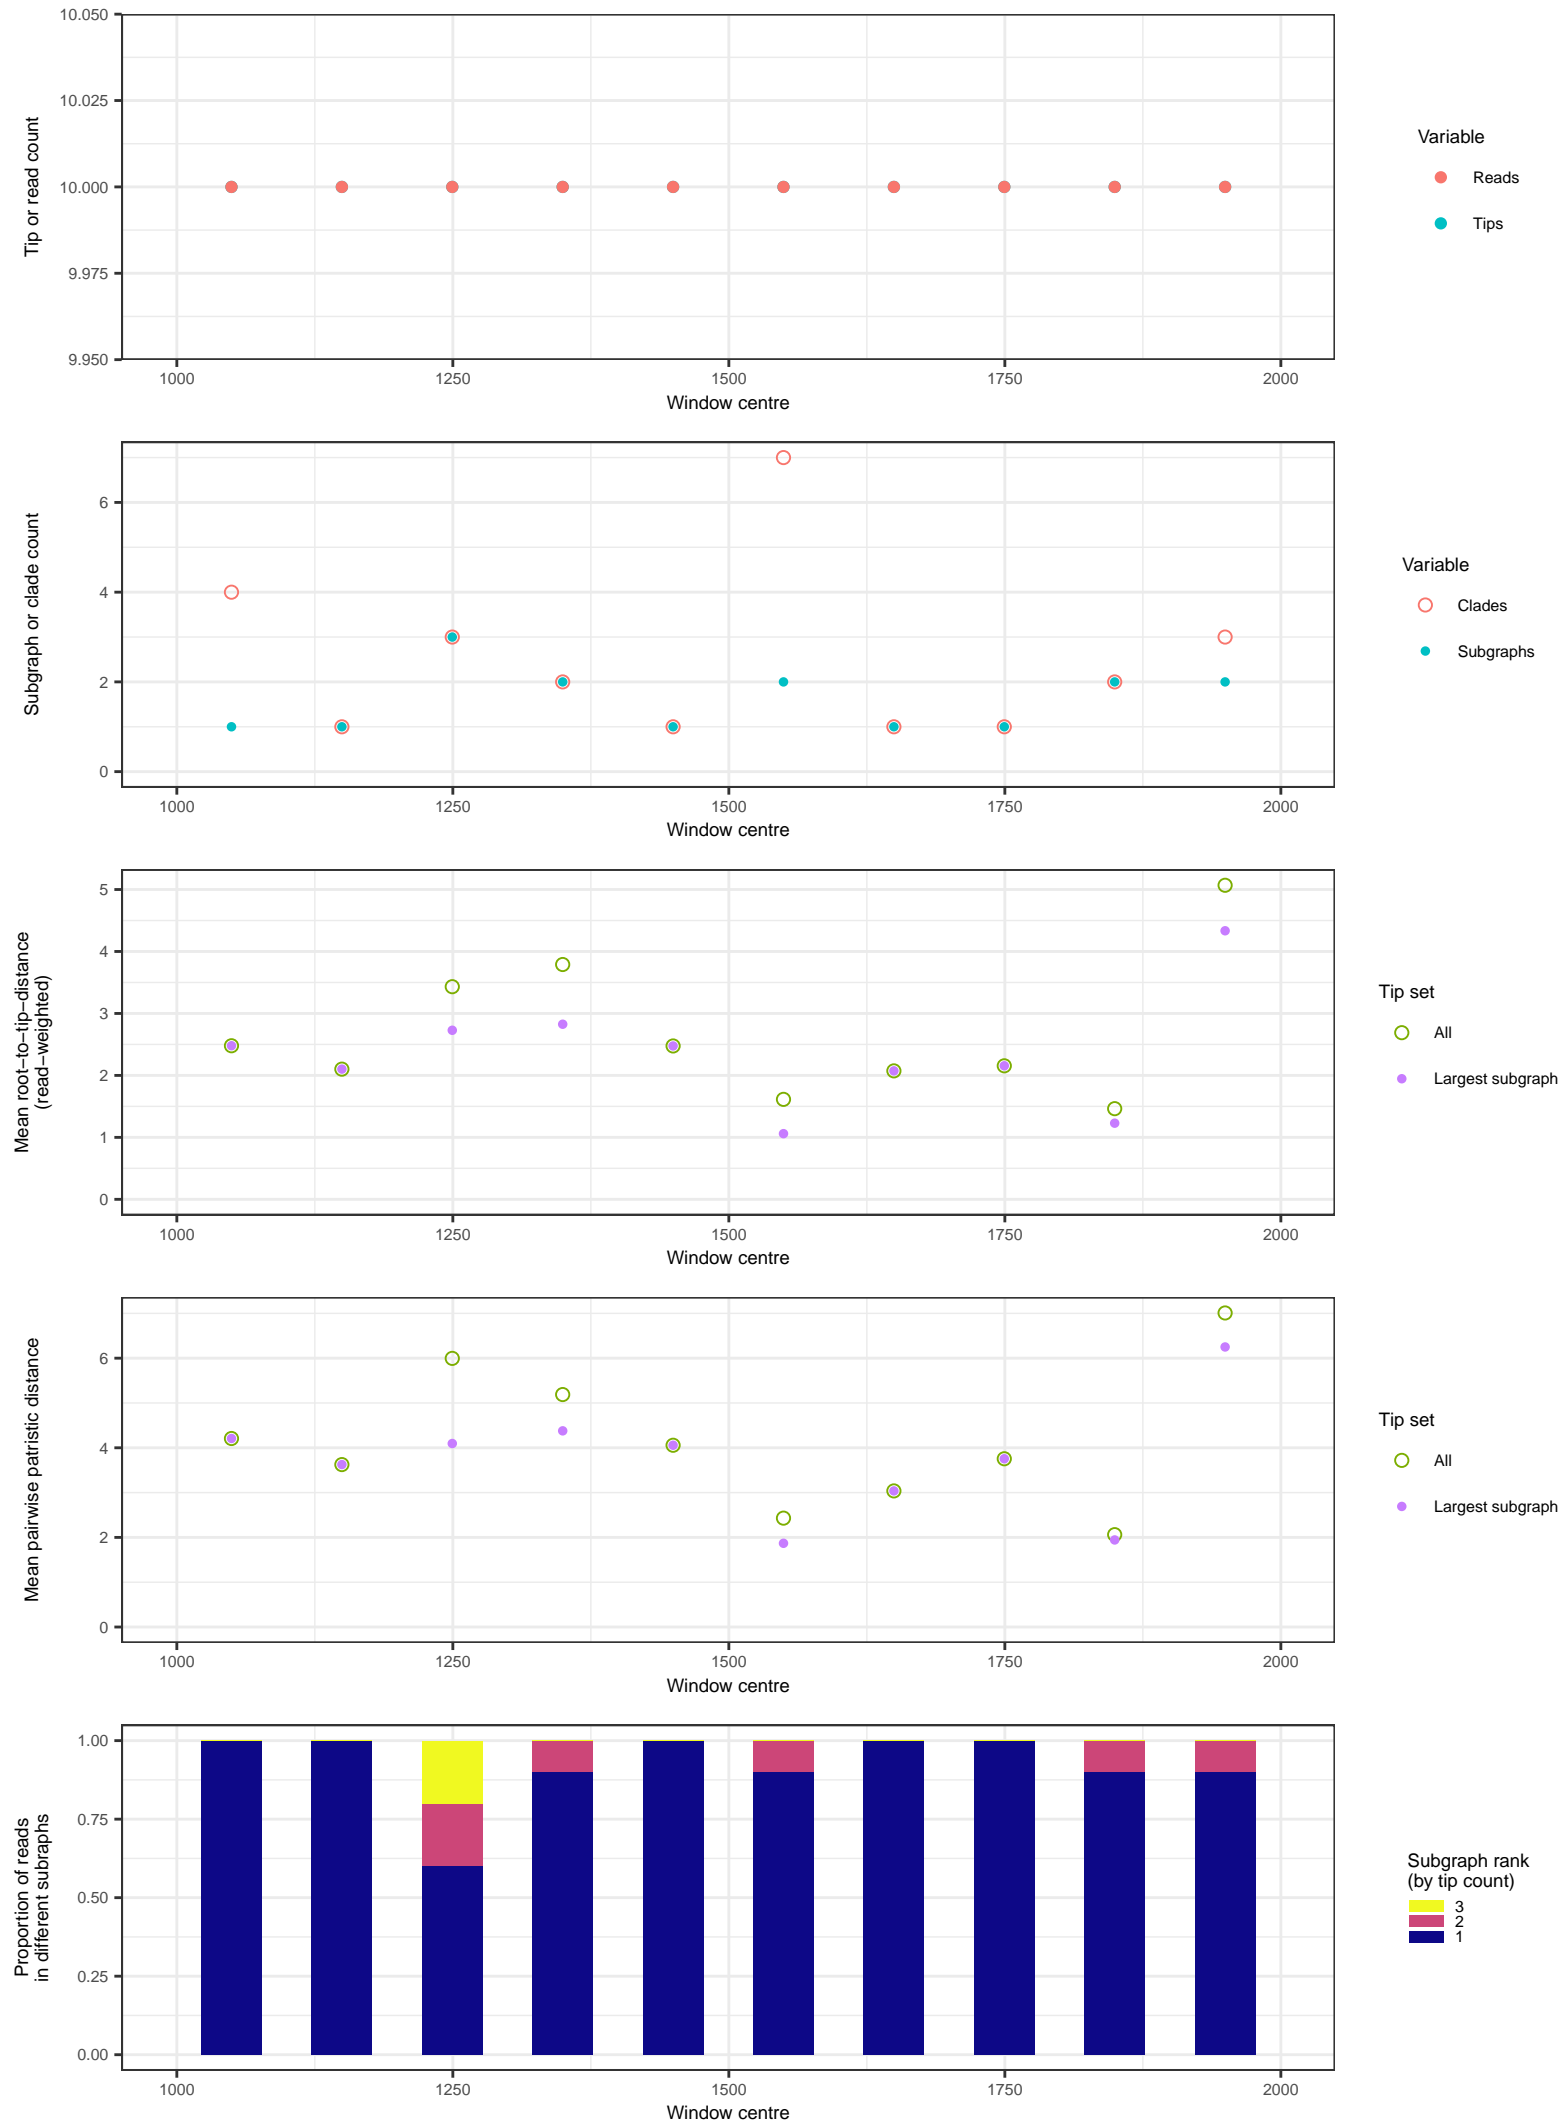 10.050
10.025
10.000
9.975
9.950
Tip or read count
1000 1250 1500 1750 2000
Window centre
Variable
Reads
Tips
6
4
2
0
Subgraph or clade count
1000 1250 1500 1750 2000
Window centre
Variable
Clades
Subgraphs
5
4
3
2
1
0
Mean root−to−tip−distance
(read−weighted)
1000 1250 1500 1750 2000
Window centre
Tip set
All
Largest subgraph
6
4
2
0
Mean pairwise patristic distance
1000 1250 1500 1750 2000
Window centre
Tip set
All
Largest subgraph
1.00
0.75
0.50
0.25
0.00
Proportion of reads
in different subraphs
1000 1250 1500 1750 2000
Window centre
Subgraph rank
(by tip count)
3
2
1